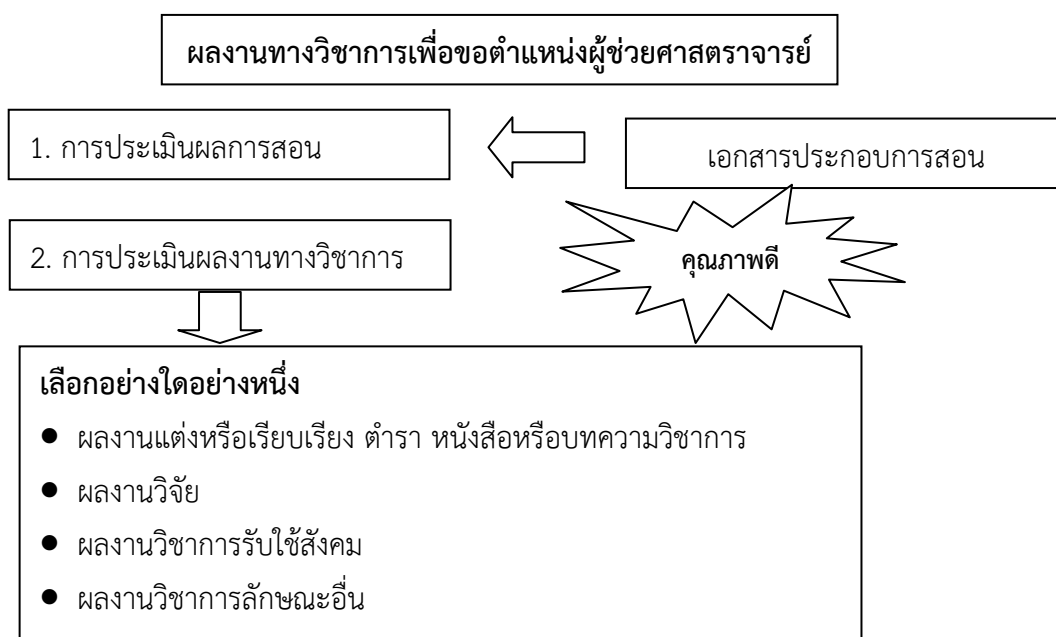 ผลงานทางวิชาการเพื่อขอตำแหน่งผู้ช่วยศาสตราจารย์
1. การประเมินผลการสอน
เอกสารประกอบการสอน
2. การประเมินผลงานทางวิชาการ
คุณภาพดี
เลือกอย่างใดอย่างหนึ่ง
● ผลงานแต่งหรือเรียบเรียง ตำรา หนังสือหรือบทความวิชาการ
● ผลงานวิจัย
● ผลงานวิชาการรับใช้สังคม
● ผลงานวิชาการลักษณะอื่น